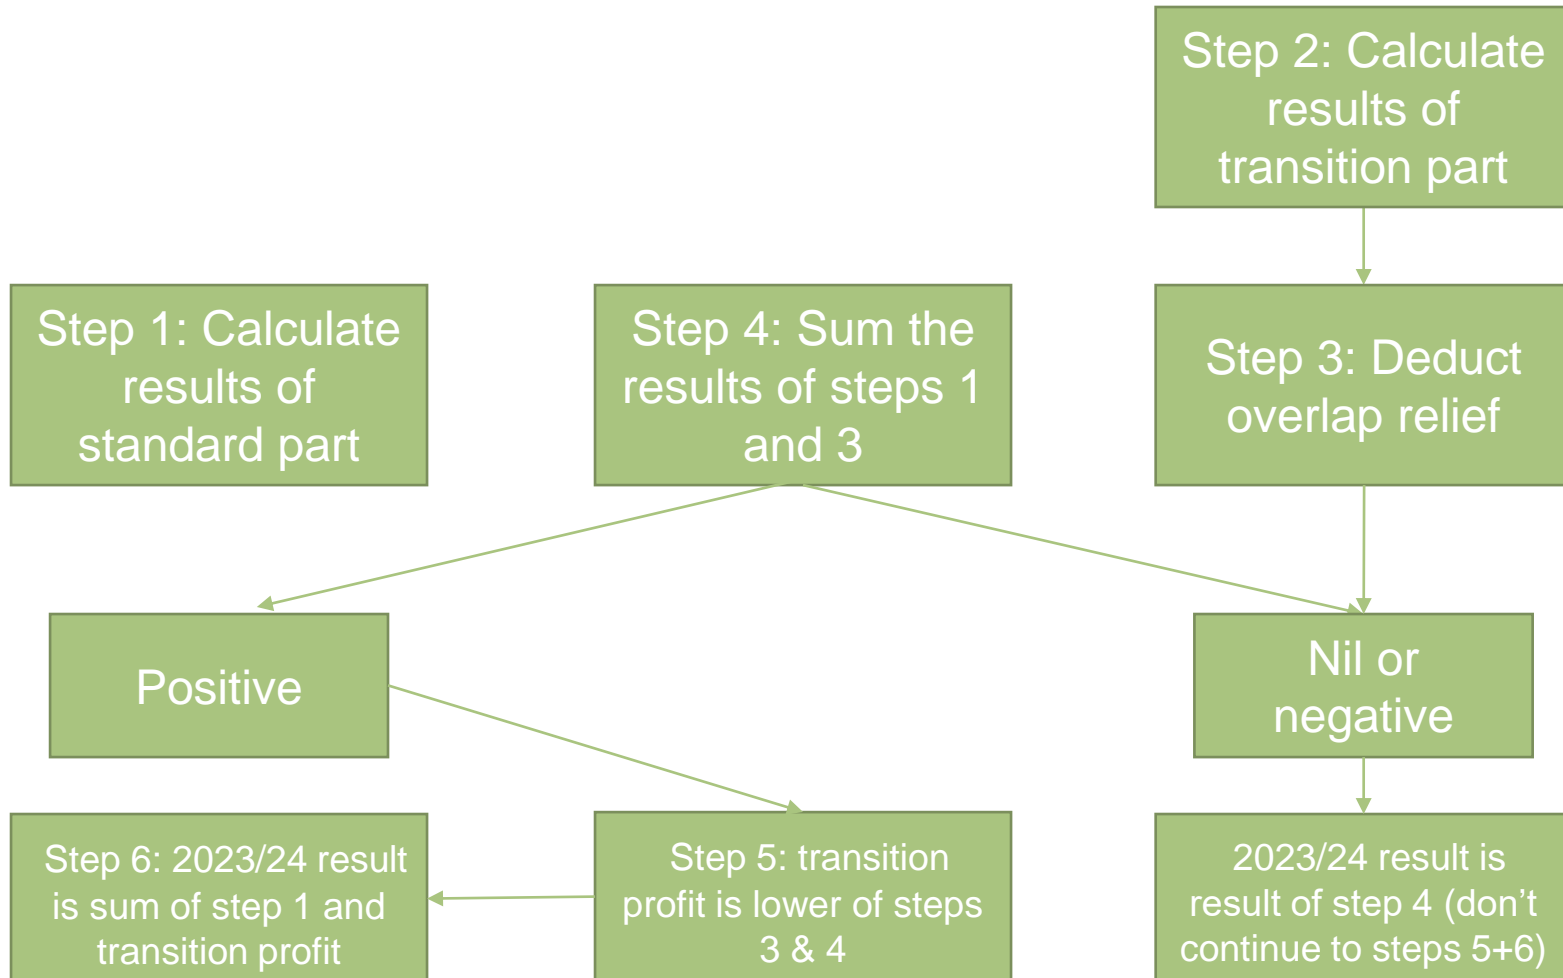 Step 2: Calculate
results of
transition part
Step 1: Calculate
results of
standard part
Step 4: Sum the
results of steps 1
and 3
Step 3: Deduct
overlap relief
Positive
Nil or
negative
Step 6: 2023/24 result
is sum of step 1 and
transition profit
Step 5: transition
profit is lower of steps
3 & 4
2023/24 result is
result of step 4 (don’t
continue to steps 5+6)